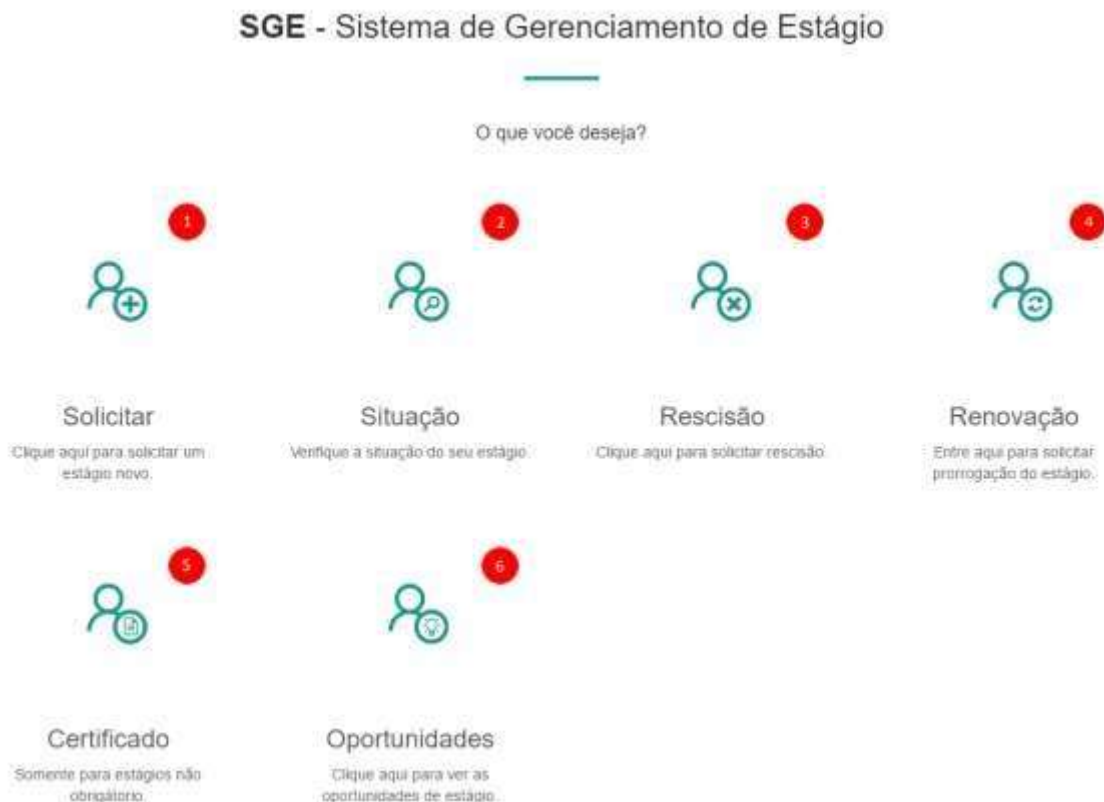 SGE - Sistema de Gerenciamento de Estágio
O que você deseja?
1
2
3
4
Solicitar
Clique aqui para solicitar um
estágio novo.
Situação
Verifique a situação do seu estágio.
Rescisão
Clique aqui para solicitar rescisão.
Renovação
Entre aqui para solicitar
prorrogação do estágio.
5
6
Certificado
Somente para estágios não
obrigátorio.
Oportunidades
Clique aqui para ver as
oportunidades de estágio.